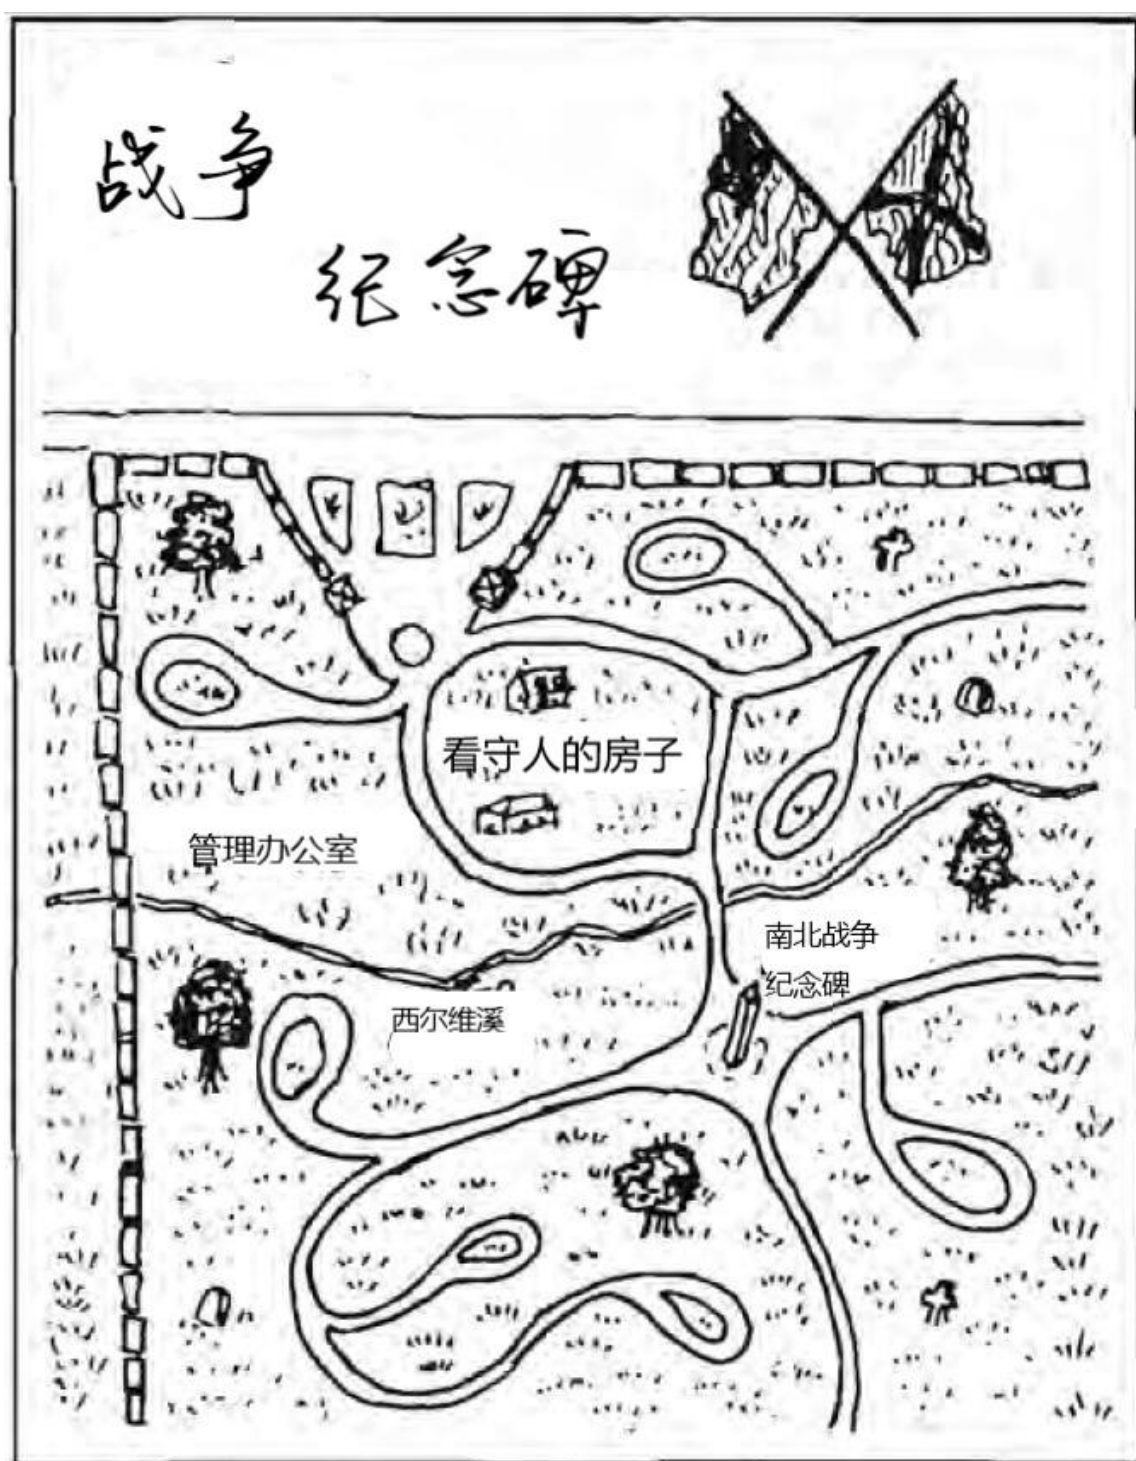 战争
纪念碑
看守人的房子
管理办公室
南北战争
纪念碑
西尔维溪